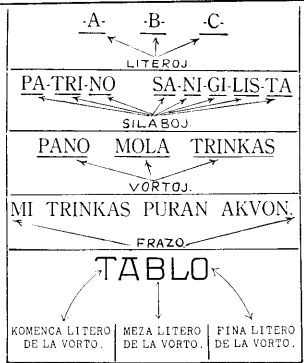 -A- -B- -C-
LITEROJ.
PA-TRI-NO SA-NI-GI-LIS-TA
SILABOJ.
PANO MOLA TRINKAS
VORTOJ.
MI TRINKAS PURAN AKVON.
FRAZO.
TABLO
KOMENCA LITERO MEZA LITERO FINA LITERO
DE LA VORTO. DE LA VORTO. DE LA VORTO.